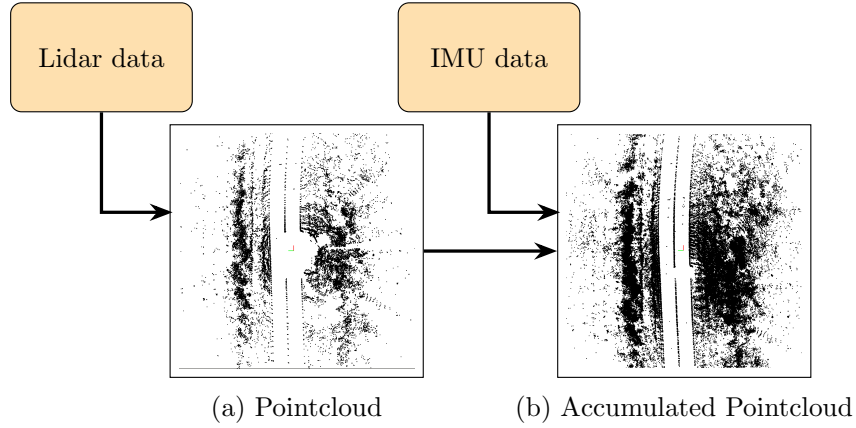 Lidar data
IMU data
(a) Pointcloud
(b) Accumulated Pointcloud